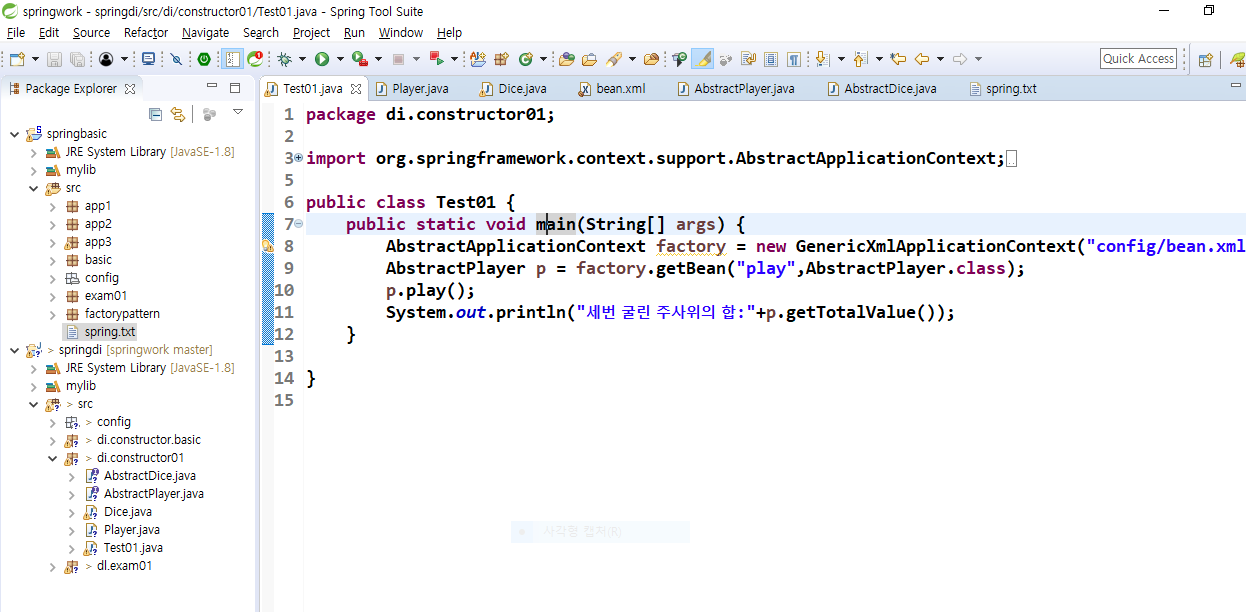 springwork - springdi/src/di/constructor01/Test01.java - Spring Tool Suite
File Edit Source Refactor Navigate Search Project Run Window Help
Quick Access
Package Explorer
Test01.java Player.java Dice.java bean.xml AbstractPlayer.java AbstractDice.java spring.txt
springbasic
JRE System Library [JavaSE-1.8]
mylib
src
app1
app2
app3
basic
config
exam01
factorypattern
spring.txt
> springdi [springwork master]
JRE System Library [JavaSE-1.8]
mylib
> src
> config
> di.constructor.basic
> di.constructor01
AbstractDice.java
AbstractPlayer.java
Dice.java
Player.java
Test01.java
> dl.exam01
1 package di.constructor01;
2
3 import org.springframework.context.support.AbstractApplicationContext;
5
6 public class Test01 {
7 public static void main(String[] args) {
8 AbstractApplicationContext factory = new GenericXmlApplicationContext("config/bean.xml
9 AbstractPlayer p = factory.getBean("play",AbstractPlayer.class);
10 p.play();
11 System.out.println("세번 굴린 주사위의 합:"+p.getTotalValue());
12 }
13
14 }
15
사각형 캡처(R)